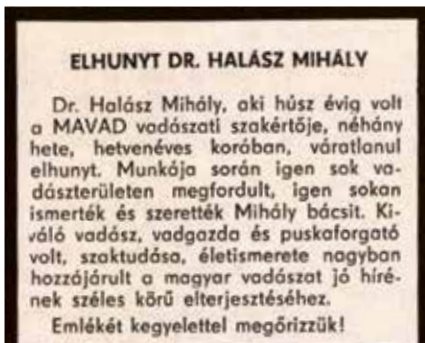 ELHUNYT DR. HALÁSZ MIHÁLY
Dr. Halász Mihály, aki húsz évig volt
a MAVAD vadászati szakértője, néhány
hete, hetvenéves korában, váratlanul
elhunyt. Munkája során igen sok va-
dászterületen megfordult, igen sokan
ismerték és szerették Mihály bácsit. Ki-
váló vadász, vadgazda és puskaforgató
volt, szaktudása, életismerete nagyban
hozzájárult a magyar vadászat jó híré-
nek széles körű elterjesztéséhez.
Emlékét kegyelettel megőrizzük!